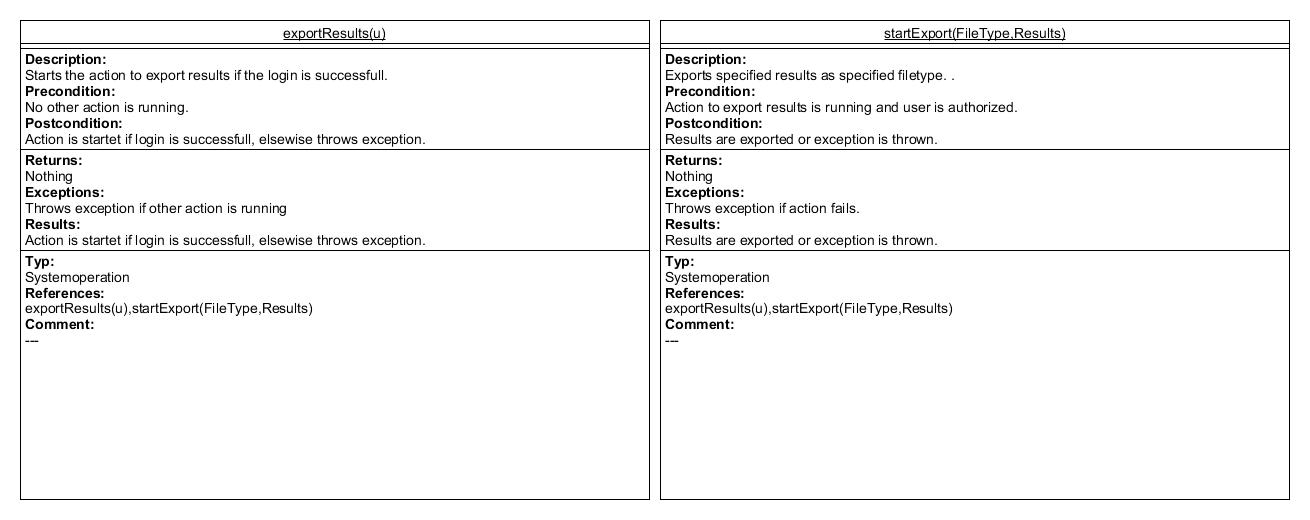 exportResults(u)
Description:
Starts the action to export results if the login is successfull.
Precondition:
No other action is running.
Postcondition:
Action is startet if login is successfull, elsewise throws exception.
Returns:
Nothing
Exceptions:
Throws exception if other action is running
Results:
Action is startet if login is successfull, elsewise throws exception.
Typ:
Systemoperation
References:
exportResults(u),startExport(FileType,Results)
Comment:
---
startExport(FileType,Results)
Description:
Exports specified results as specified filetype. .
Precondition:
Action to export results is running and user is authorized.
Postcondition:
Results are exported or exception is thrown.
Returns:
Nothing
Exceptions:
Throws exception if action fails.
Results:
Results are exported or exception is thrown.
Typ:
Systemoperation
References:
exportResults(u),startExport(FileType,Results)
Comment:
---